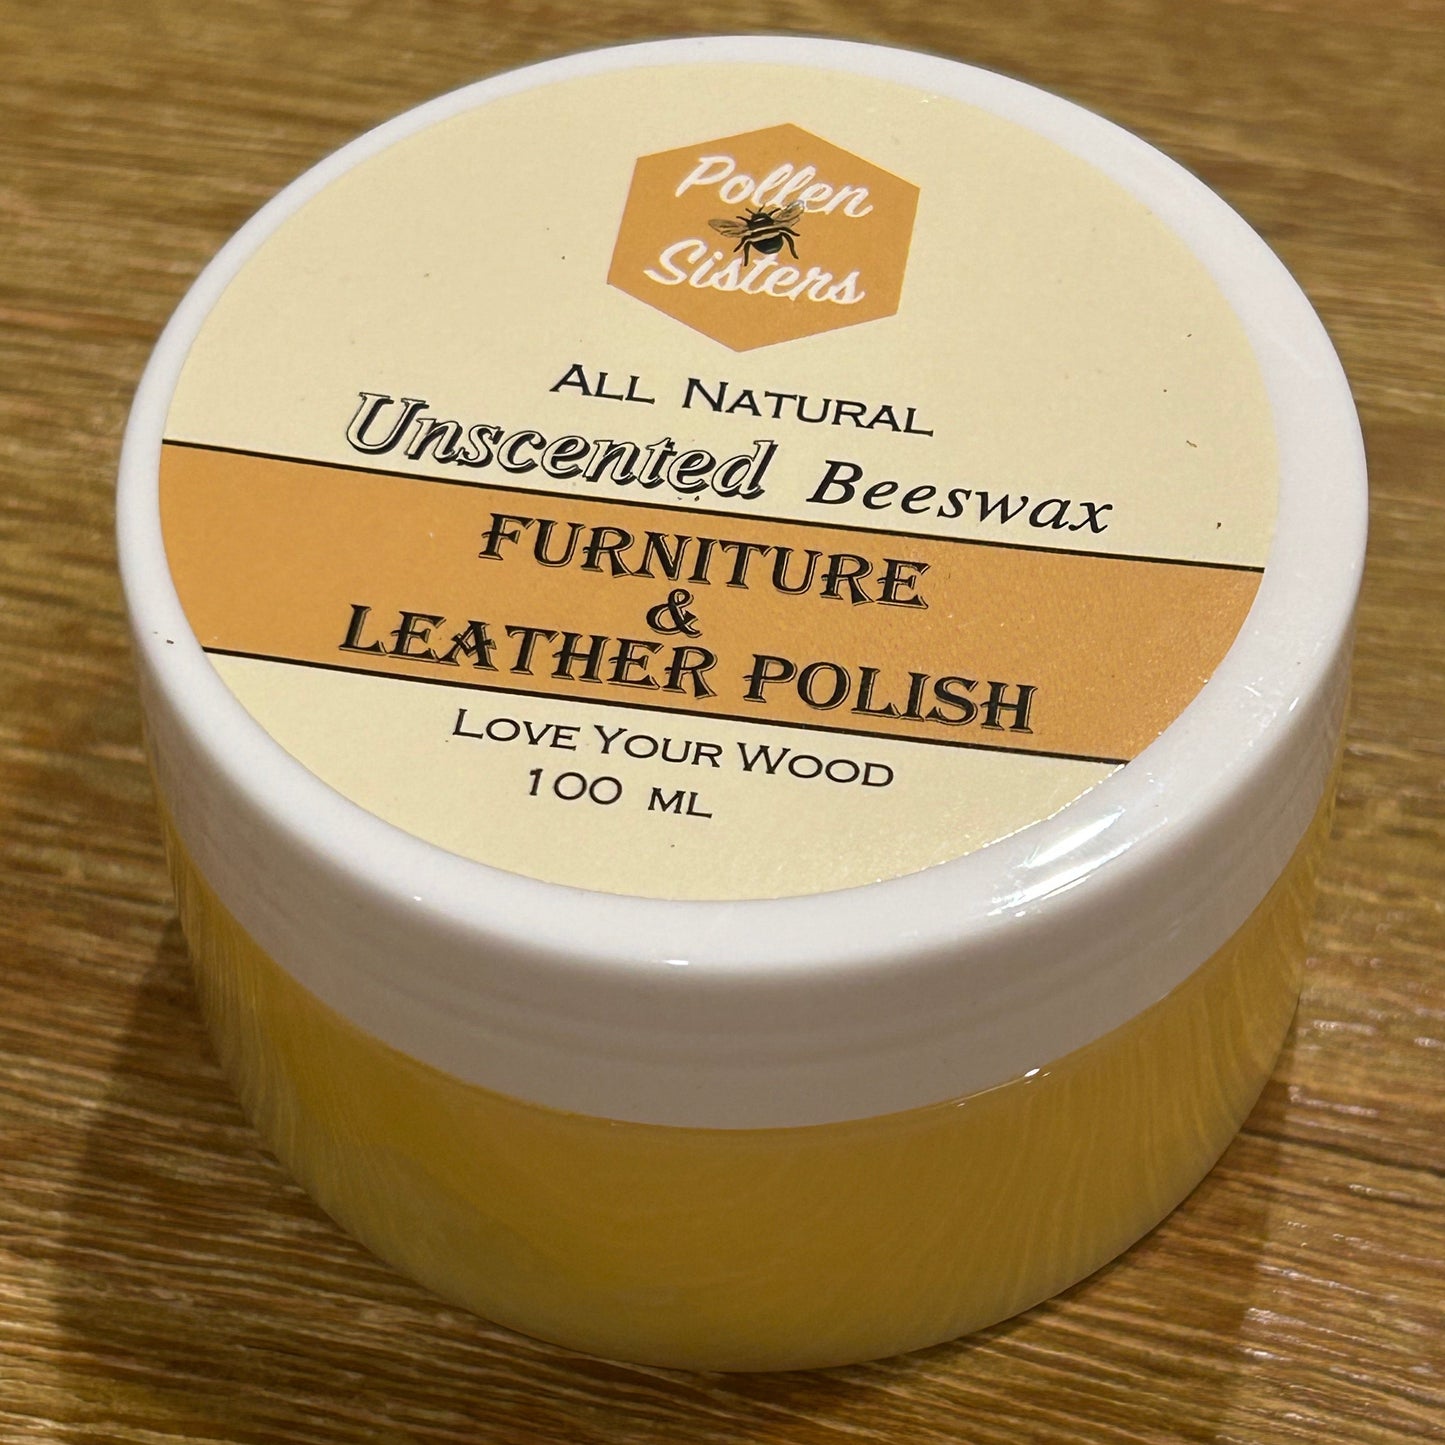 Pollen
Sisters
ALL NATURAL
Unscented Beeswax
FURNITURE
&
LEATHER POLISH
LOVE YOUR WOOD
100 ML